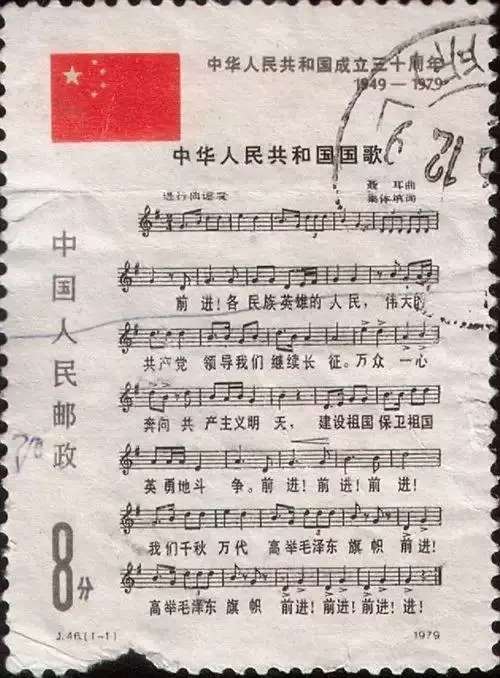 中华人民共和国成立三十周年
1949-1979
中华人民共和国国歌
进行曲速度
聂耳曲
集体填词
前进!各民族英雄的人民,伟大的
共产党 领导我们继续长征。万众一心
奔向共产主义明天, 建设祖国保卫祖国
英勇地斗争。前进!前进!前进!
我们千秋万代 高举毛泽东旗帜 前进!
高举毛泽东旗帜 前进!前进!前进!进!
中国人民邮政
8分
J.46.(1-1)
1979